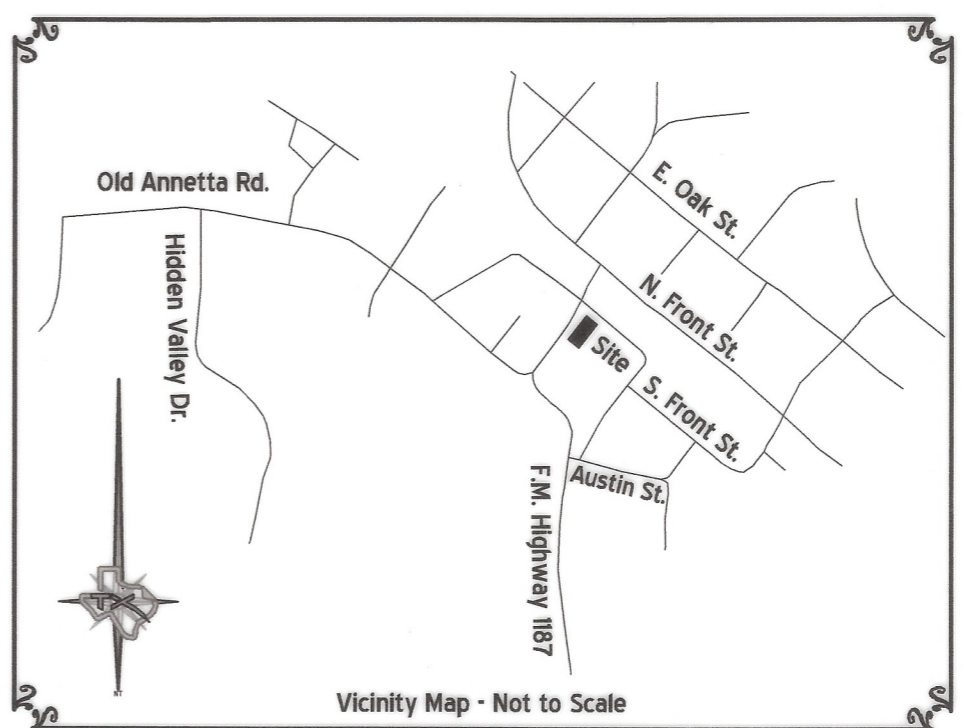 E. Oak St.
Old Annetta Rd.
Hidden Valley Dr.
N. Front St.
Site
S. Front St.
Austin St.
F.M. Highway 1187
TX
Vicinity Map - Not to Scale